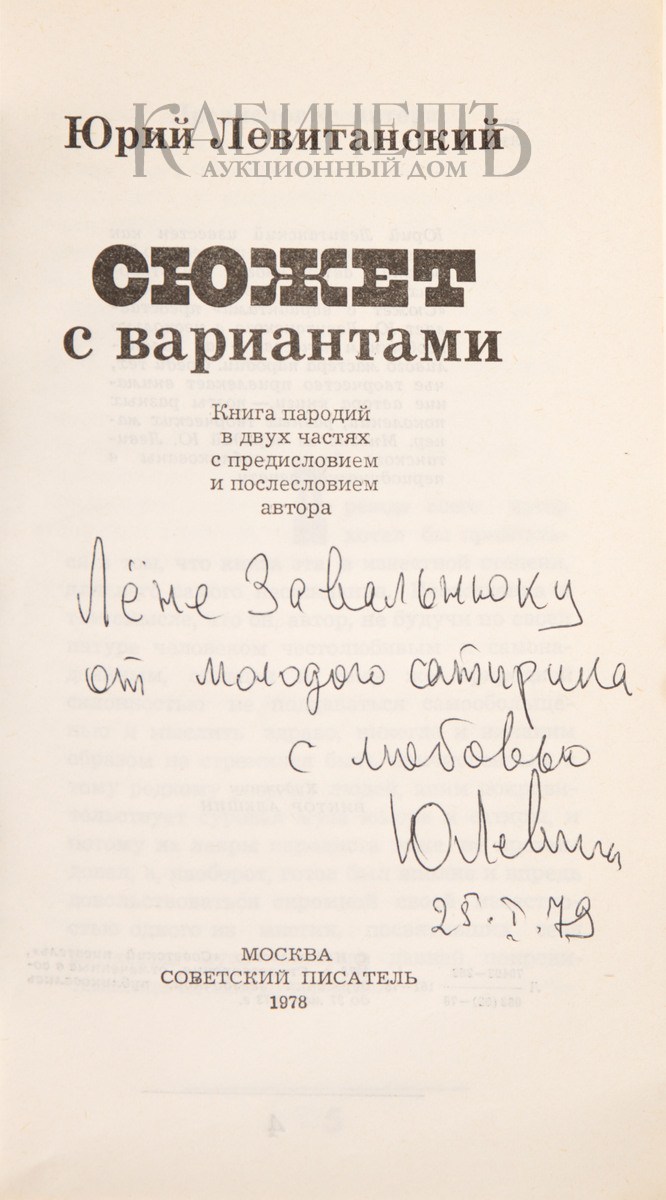 КАБИНЕТЪ
АУКЦИОННЫЙ ДОМ
Юрий Левитанский
СЮЖЕТ
с вариантами
Книга пародий
в двух частях
с предисловием
и послесловием
автора
Лёне Завальнюку
от молодого сатирика
с любовью
ЮЛевит
25.I.79
МОСКВА
СОВЕТСКИЙ ПИСАТЕЛЬ
1978